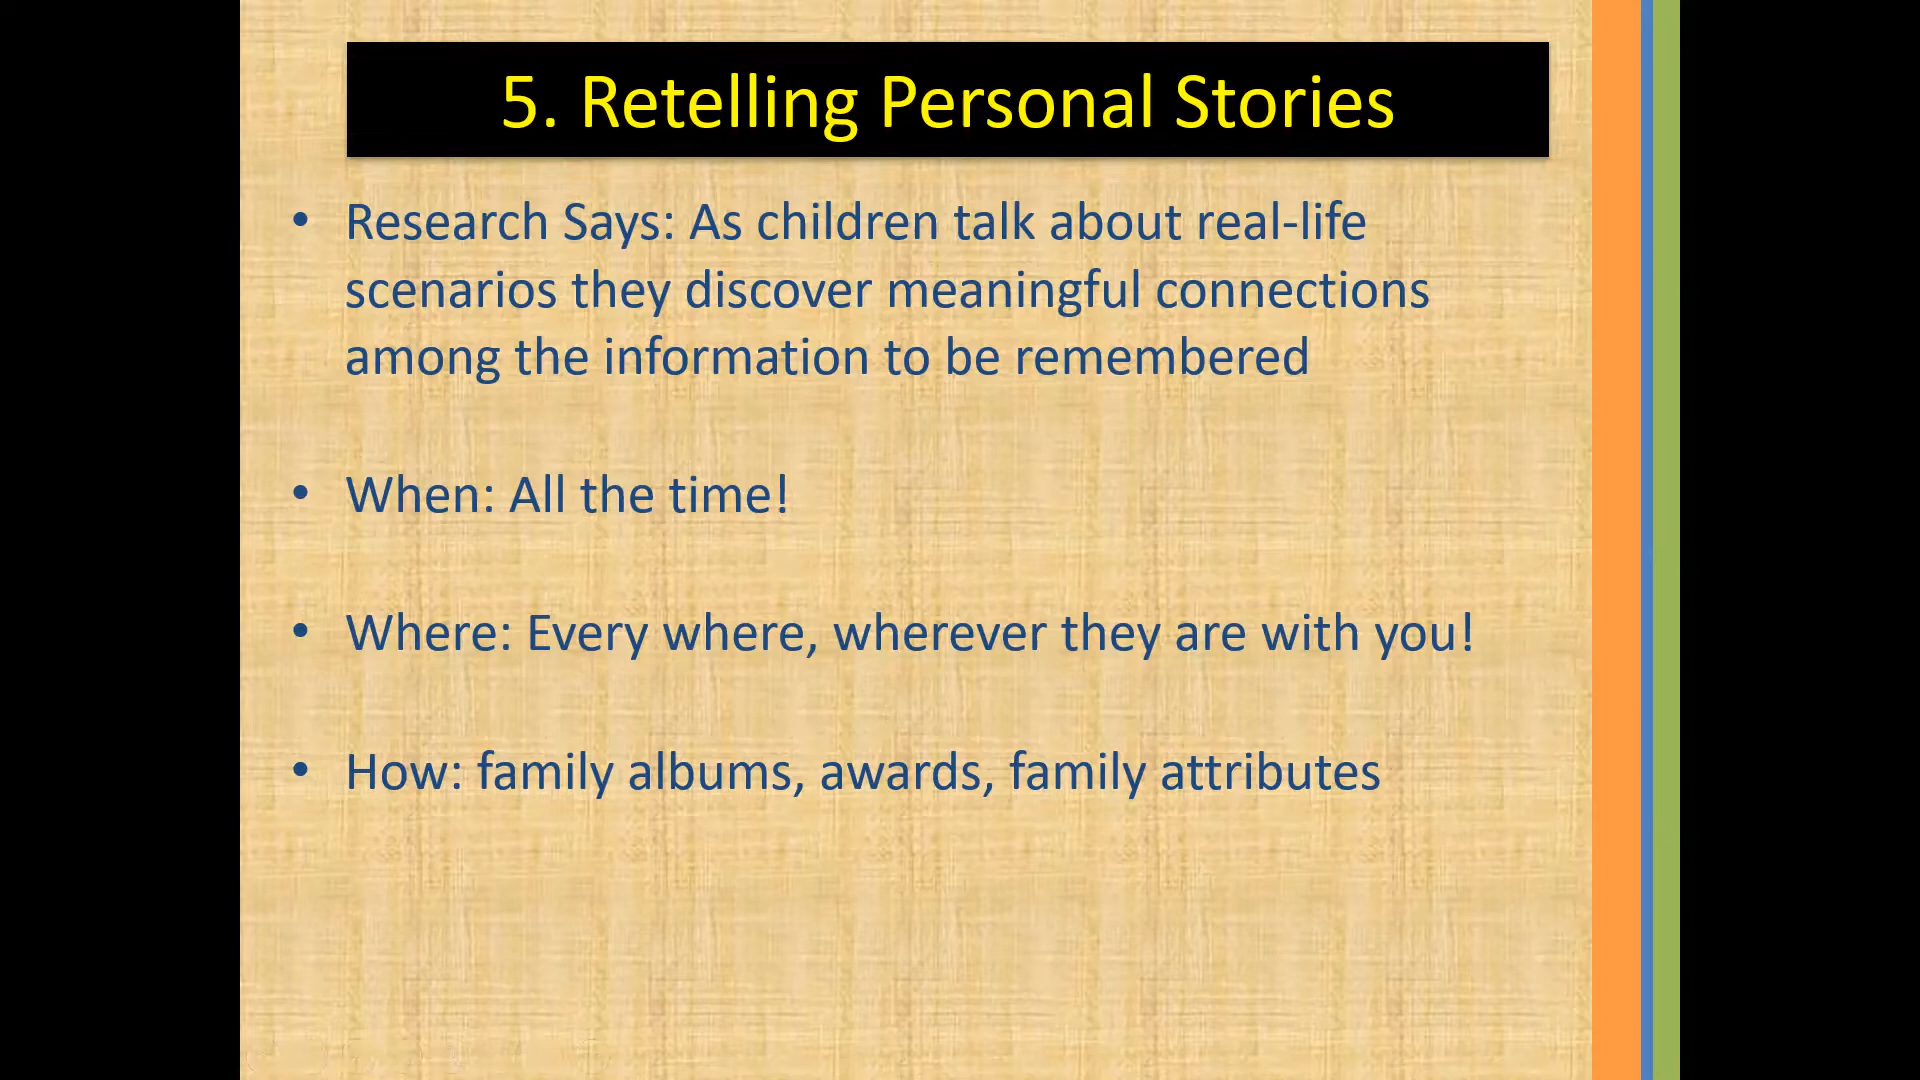 5. Retelling Personal Stories
• Research Says: As children talk about real-life
scenarios they discover meaningful connections
among the information to be remembered
• When: All the time!
• Where: Every where, wherever they are with you!
• How: family albums, awards, family attributes